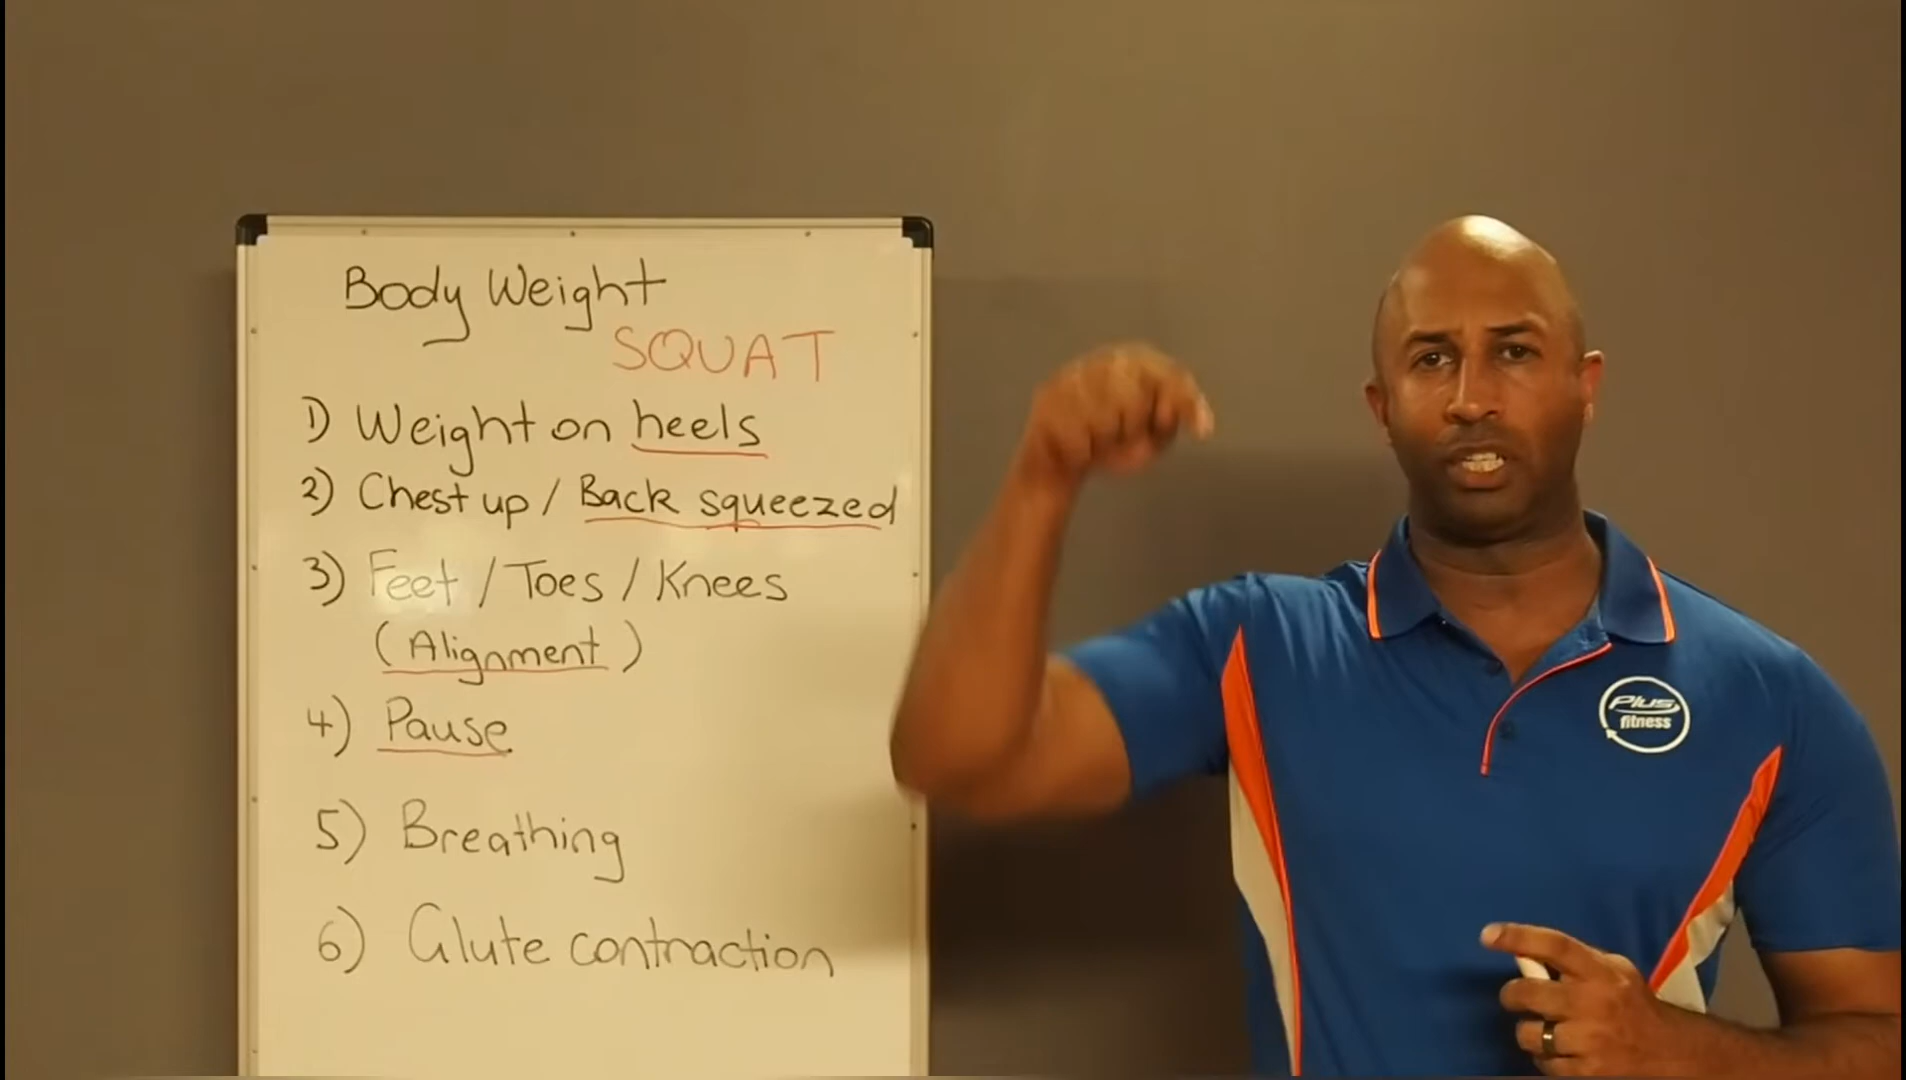 Body Weight
SQUAT
1) Weight on heels
2) Chest up / Back squeezed
3) Feet / Toes / Knees
(Alignment)
4) Pause
5) Breathing
6) Glute contraction
Plus
fitness